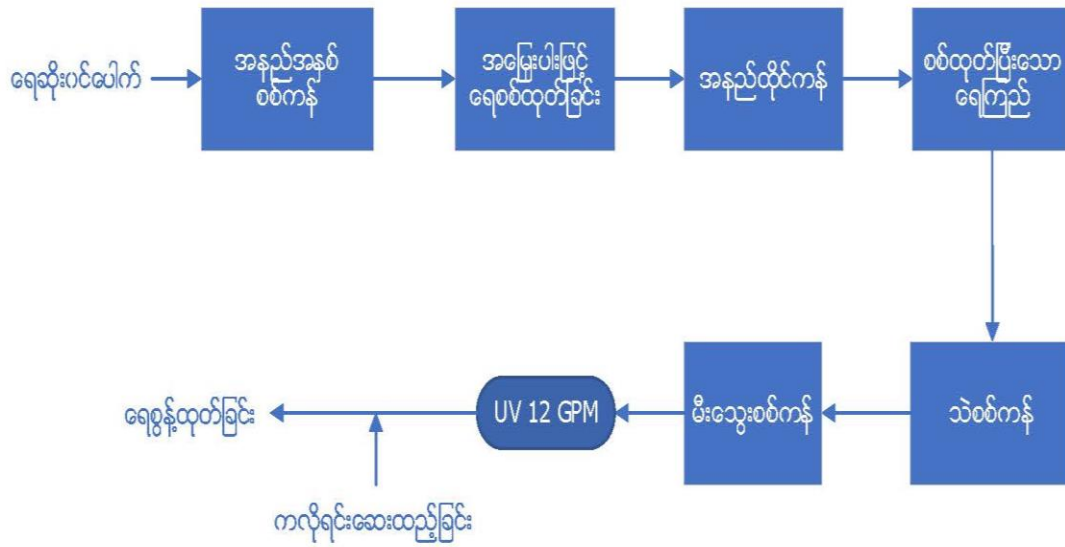 ရေဆိုးဝင်ပေါက်
အနည်အနှစ်
စစ်ကန်
အမြှေးပါးဖြင့်
ရေစစ်ထုတ်ခြင်း
အနည်ထိုင်ကန်
စစ်ထုတ်ပြီးသော
ရေကြည်
သဲစစ်ကန်
မီးသွေးစစ်ကန်
UV 12 GPM
ရေစွန့်ထုတ်ခြင်း
ကလိုရင်းဆေးထည့်ခြင်း